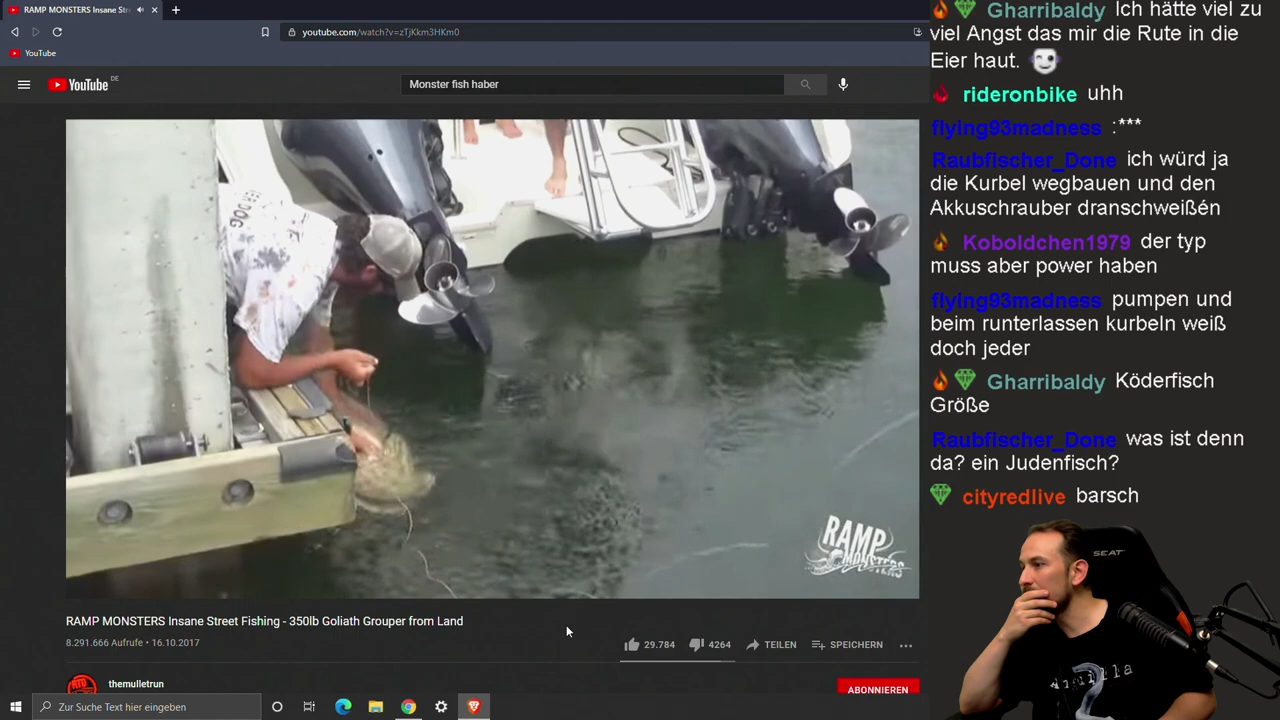 RAMP MONSTERS Insane Str
youtube.com/watch?v=zTjKkm3HKm0
YouTube
YouTube DE
Monster fish haber
ER DOG
RAMP
MONSTERS
RAMP MONSTERS Insane Street Fishing - 350lb Goliath Grouper from Land
8.291.666 Aufrufe • 16.10.2017
29.784
4264
TEILEN
SPEICHERN
themulletrun
ABONNIEREN
Zur Suche Text hier eingeben
Gharribaldy Ich hätte viel zu
viel Angst das mir die Rute in die
Eier haut.
rideronbike uhh
flying93madness :***
Raubfischer_Done ich würd ja
die Kurbel wegbauen und den
Akkuschrauber dranschweißén
Koboldchen1979 der typ
muss aber power haben
flying93madness pumpen und
beim runterlassen kurbeln weiß
doch jeder
Gharribaldy Köderfisch
Größe
Raubfischer_Done was ist denn
da? ein Judenfisch?
cityredlive barsch
SEAT